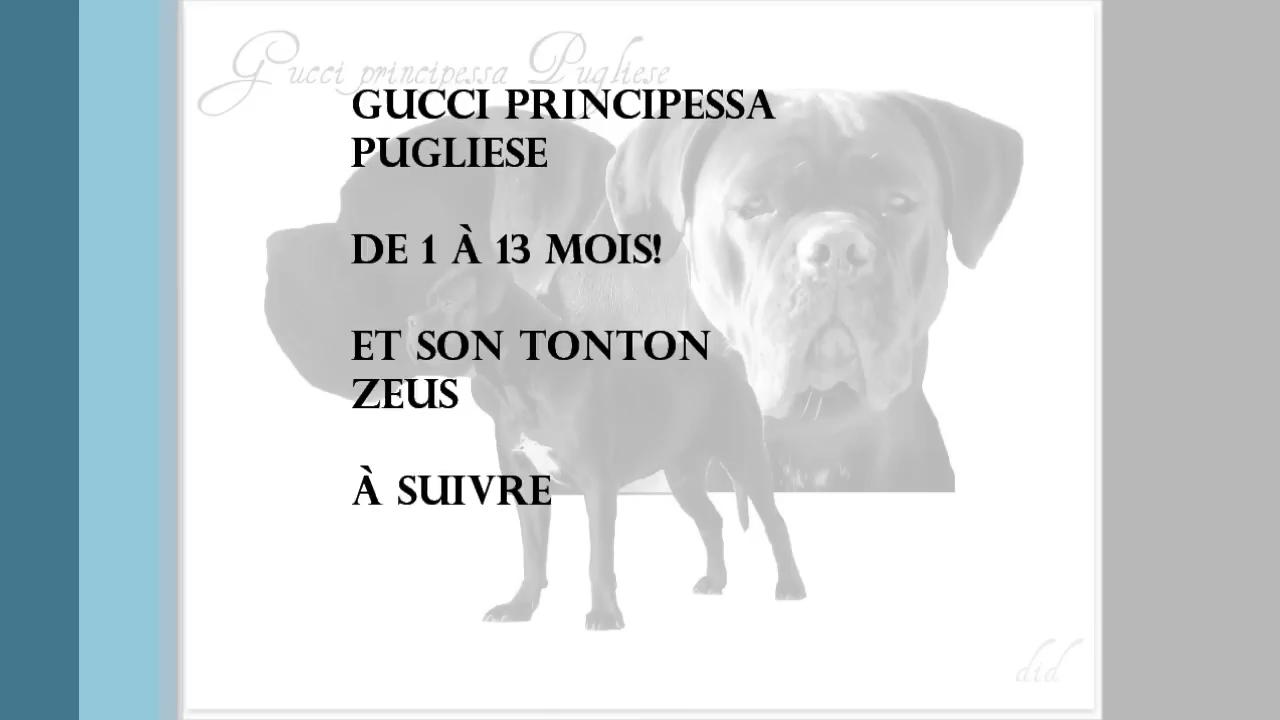 Gucci principessa Pugliese
GUCCI PRINCIPESSA
PUGLIESE
DE 1 À 13 MOIS!
ET SON TONTON
ZEUS
À SUIVRE
did